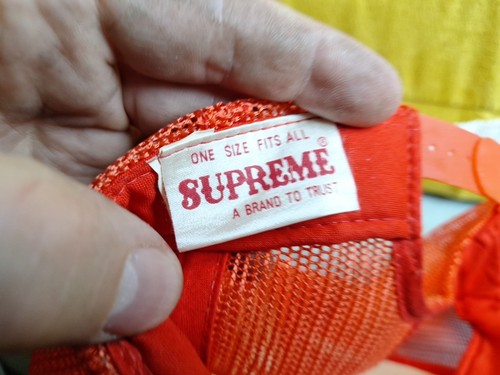 ONE SIZE FITS ALL
SUPREME®
A BRAND TO TRUST